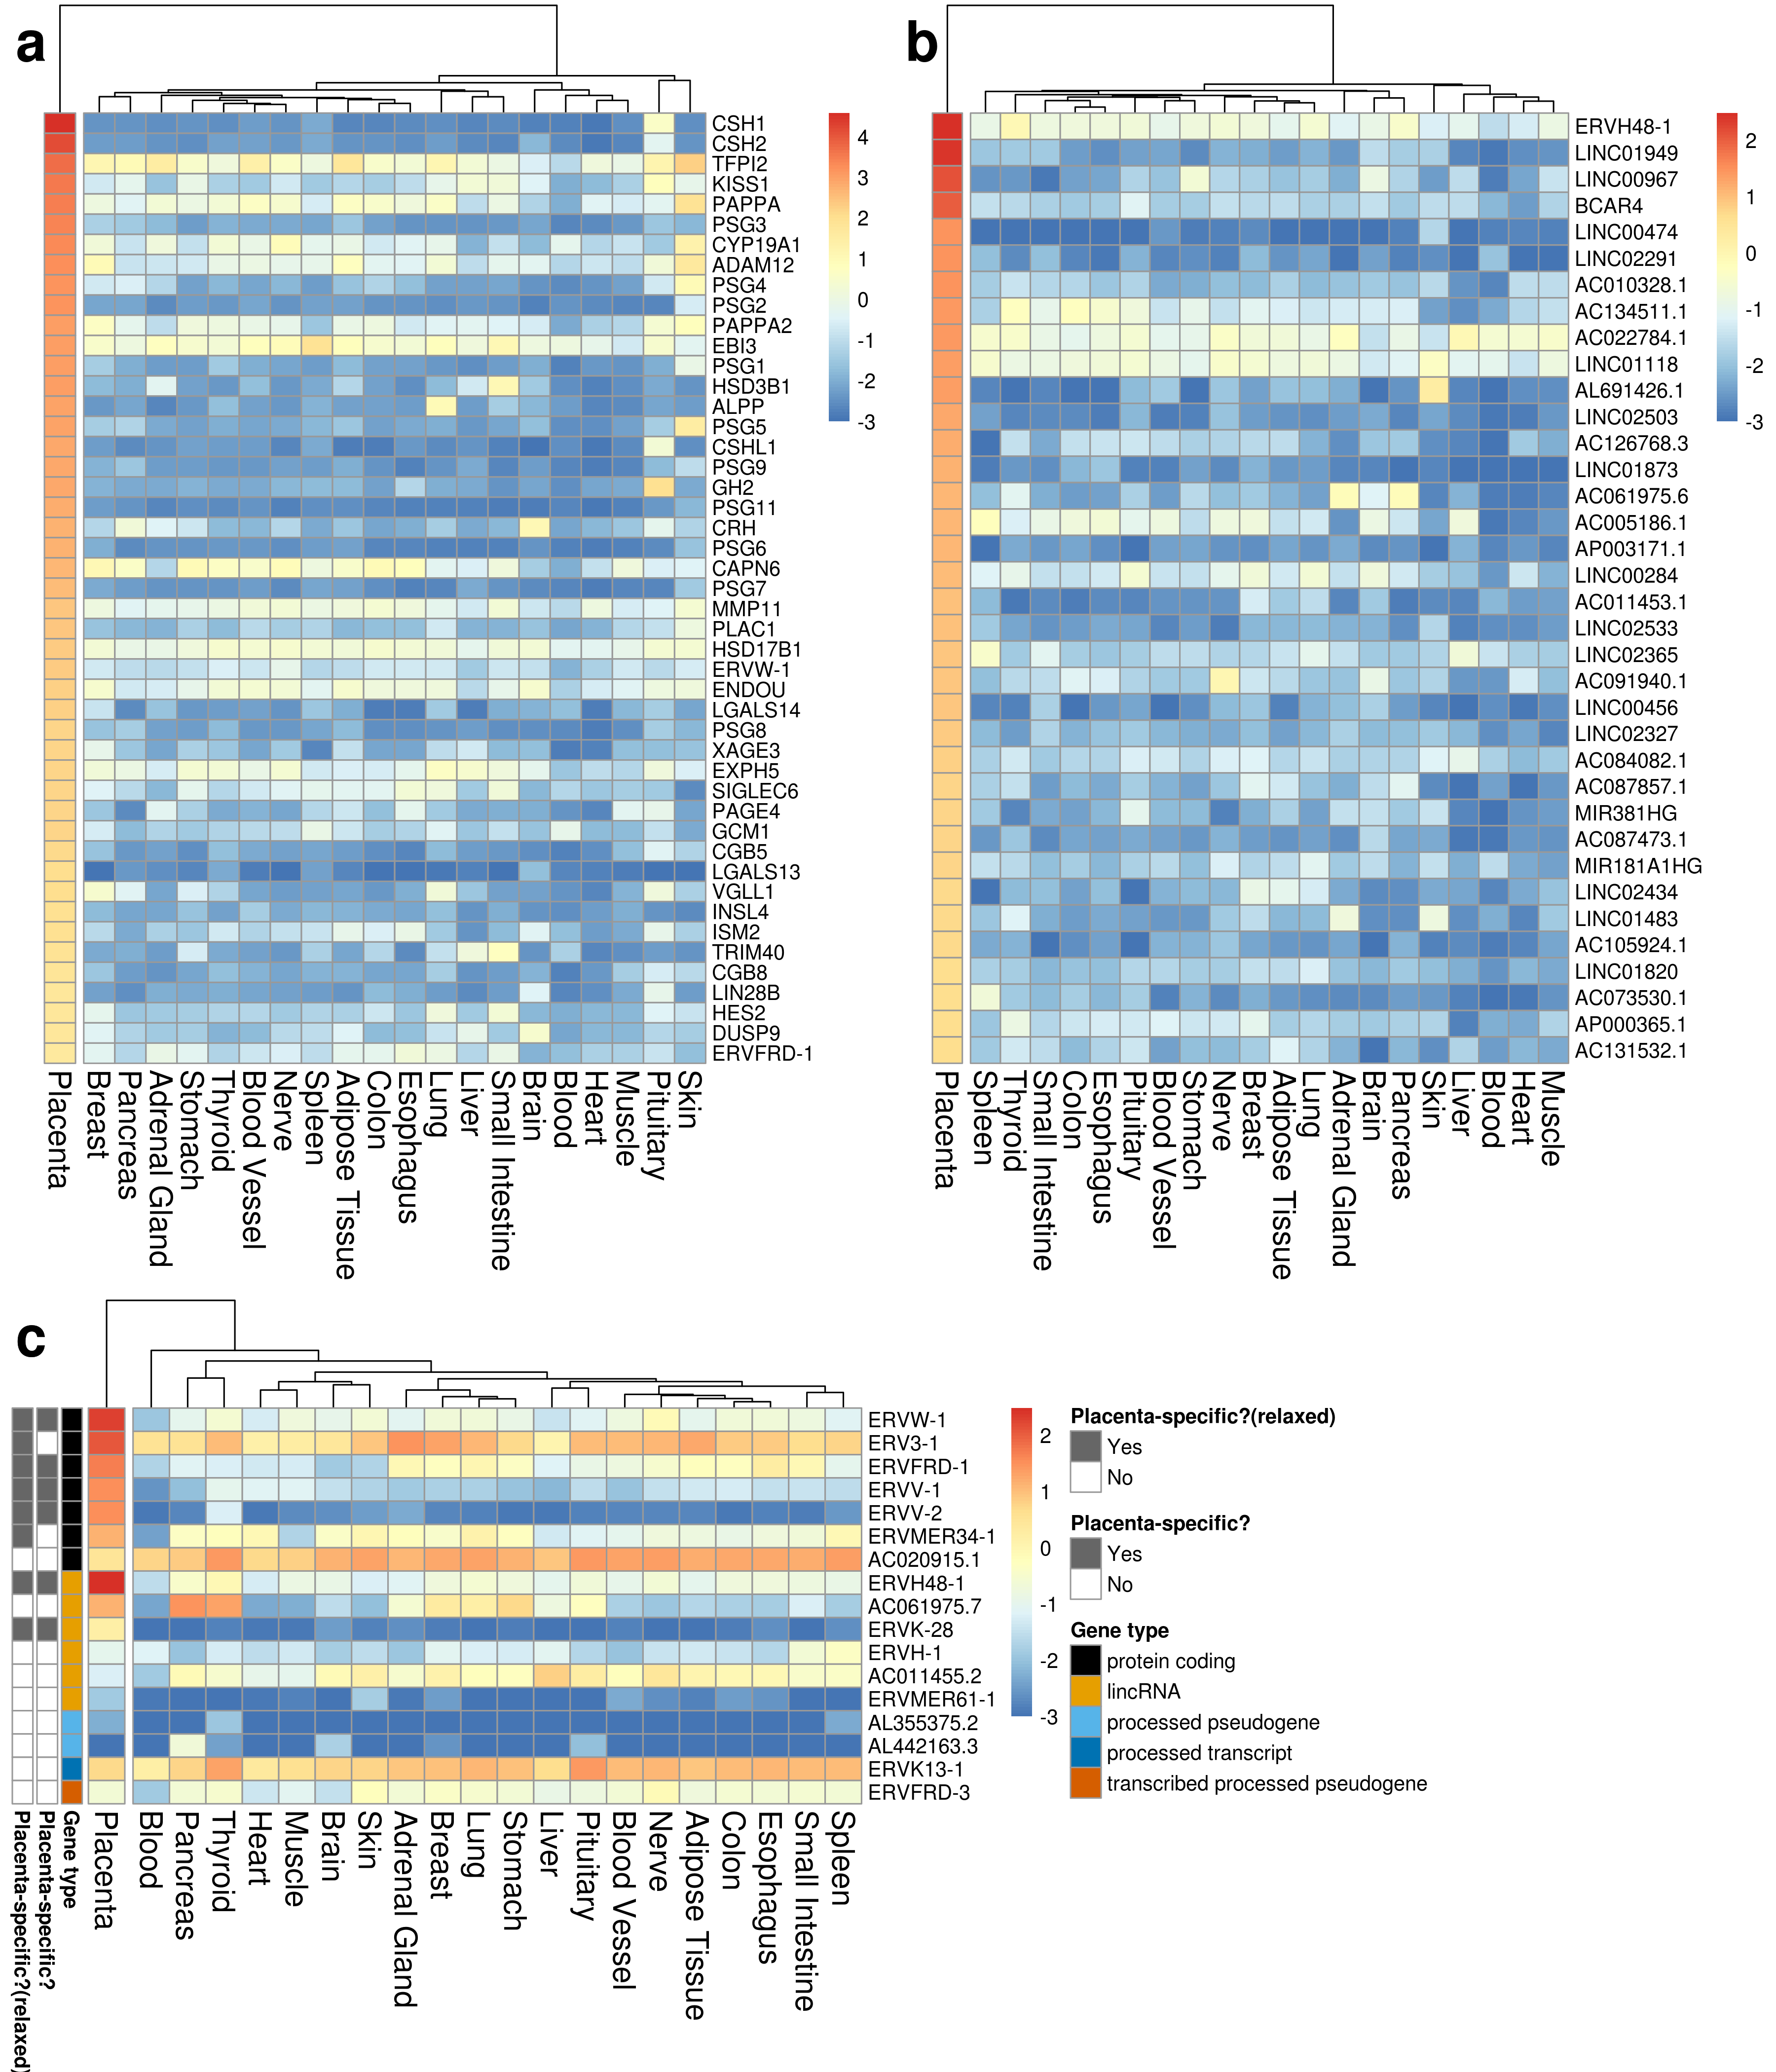 a
CSH1
CSH2
TFPI2
KISS1
PAPPA
PSG3
CYP19A1
ADAM12
PSG4
PSG2
PAPPA2
EBI3
PSG1
HSD3B1
ALPP
PSG5
CSHL1
PSG9
GH2
PSG11
CRH
PSG6
CAPN6
PSG7
MMP11
PLAC1
HSD17B1
ERVW-1
ENDOU
LGALS14
PSG8
XAGE3
EXPH5
SIGLEC6
PAGE4
GCM1
CGB5
LGALS13
VGLL1
INSL4
ISM2
TRIM40
CGB8
LIN28B
HES2
DUSP9
ERVFRD-1
4
3
2
1
0
-1
-2
-3
Placenta
Breast
Pancreas
Adrenal Gland
Stomach
Thyroid
Blood Vessel
Nerve
Spleen
Adipose Tissue
Colon
Esophagus
Lung
Liver
Small Intestine
Brain
Blood
Heart
Muscle
Pituitary
Skin
b
ERVH48-1
LINC01949
LINC00967
BCAR4
LINC00474
LINC02291
AC010328.1
AC134511.1
AC022784.1
LINC01118
AL691426.1
LINC02503
AC126768.3
LINC01873
AC061975.6
AC005186.1
AP003171.1
LINC00284
AC011453.1
LINC02533
LINC02365
AC091940.1
LINC00456
LINC02327
AC084082.1
AC087857.1
MIR381HG
AC087473.1
MIR181A1HG
LINC02434
LINC01483
AC105924.1
LINC01820
AC073530.1
AP000365.1
AC131532.1
2
1
0
-1
-2
-3
Placenta
Spleen
Thyroid
Small Intestine
Colon
Esophagus
Pituitary
Blood Vessel
Stomach
Nerve
Breast
Adipose Tissue
Lung
Adrenal Gland
Brain
Pancreas
Skin
Liver
Blood
Heart
Muscle
c
ERVW-1
ERV3-1
ERVFRD-1
ERVV-1
ERVV-2
ERVMER34-1
AC020915.1
ERVH48-1
AC061975.7
ERVK-28
ERVH-1
AC011455.2
ERVMER61-1
AL355375.2
AL442163.3
ERVK13-1
ERVFRD-3
2
1
0
-1
-2
-3
Placenta-specific?(relaxed)
Placenta-specific?
Gene type
Placenta
Blood
Pancreas
Thyroid
Heart
Muscle
Brain
Skin
Adrenal Gland
Breast
Lung
Stomach
Liver
Pituitary
Blood Vessel
Nerve
Adipose Tissue
Colon
Esophagus
Small Intestine
Spleen
Placenta-specific?(relaxed)
Yes
No
Placenta-specific?
Yes
No
Gene type
protein coding
lincRNA
processed pseudogene
processed transcript
transcribed processed pseudogene